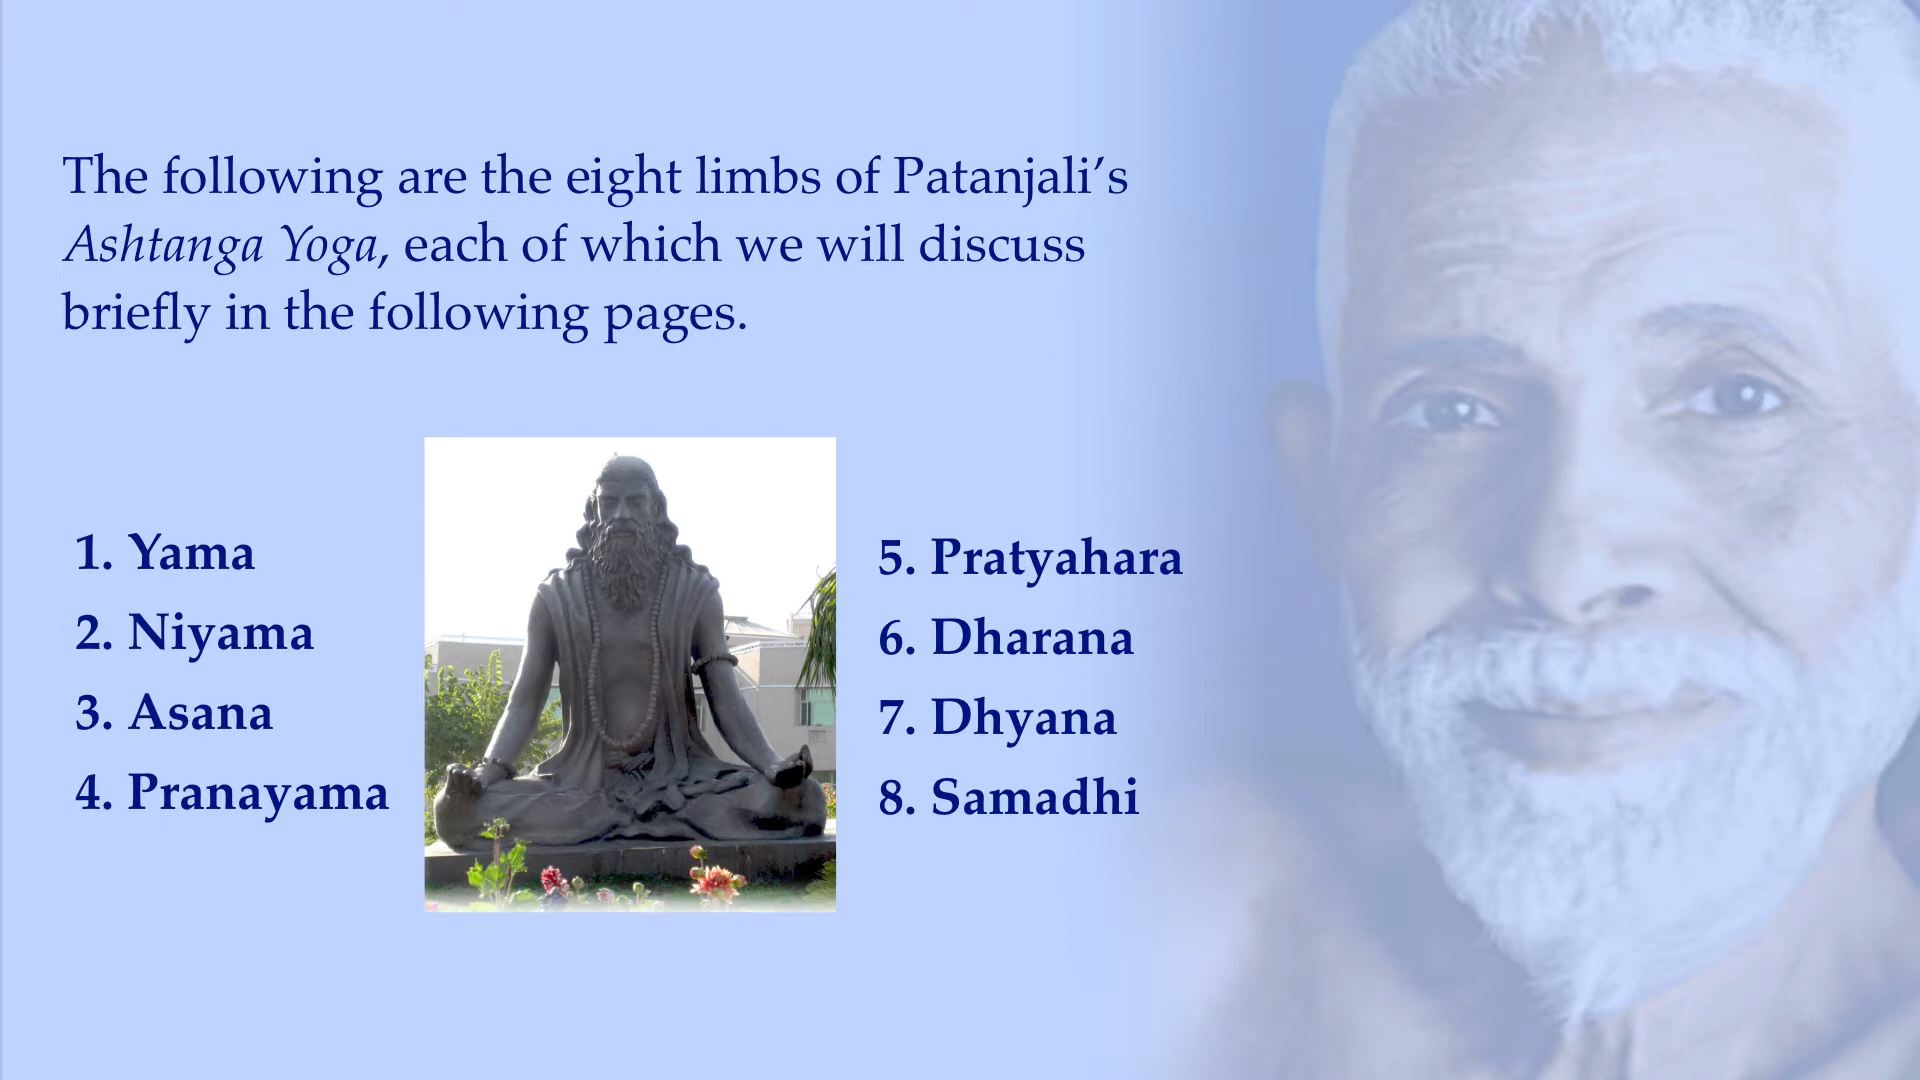 The following are the eight limbs of Patanjali’s
Ashtanga Yoga, each of which we will discuss
briefly in the following pages.
1. Yama
2. Niyama
3. Asana
4. Pranayama
5. Pratyahara
6. Dharana
7. Dhyana
8. Samadhi